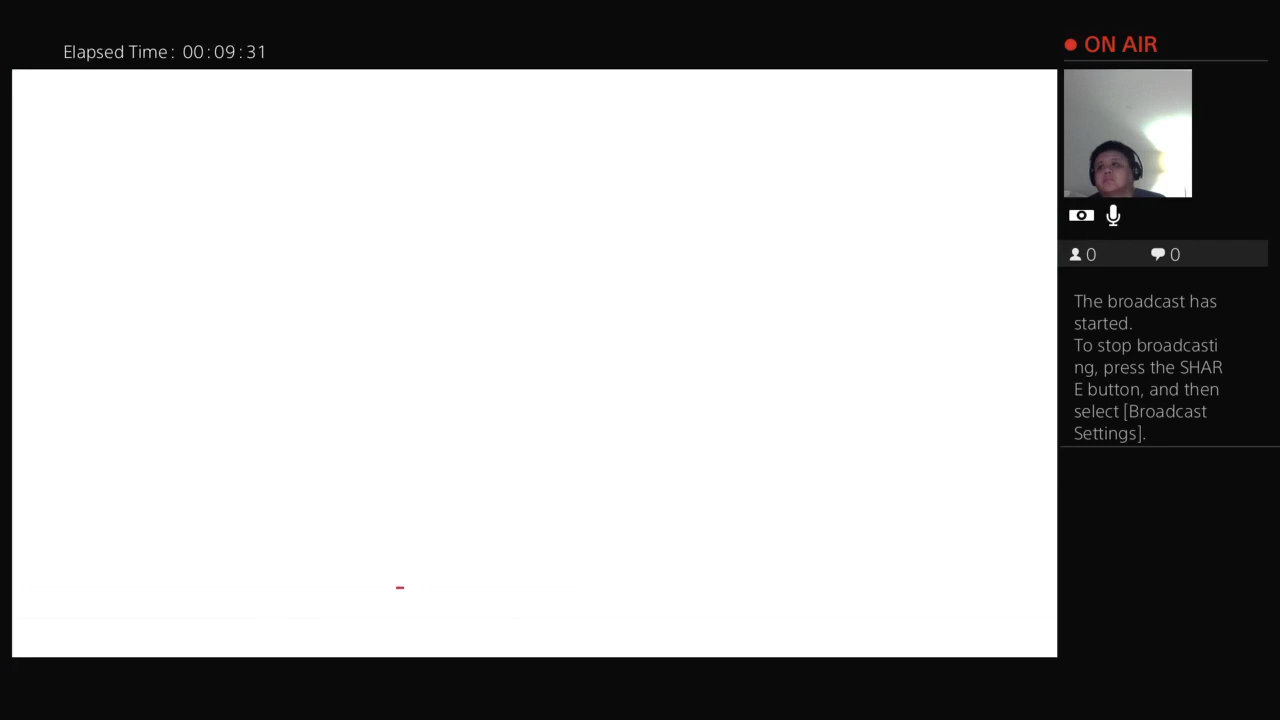 Elapsed Time: 00:09:31
ON AIR
0 0
The broadcast has
started.
To stop broadcasti
ng, press the SHAR
E button, and then
select [Broadcast
Settings].